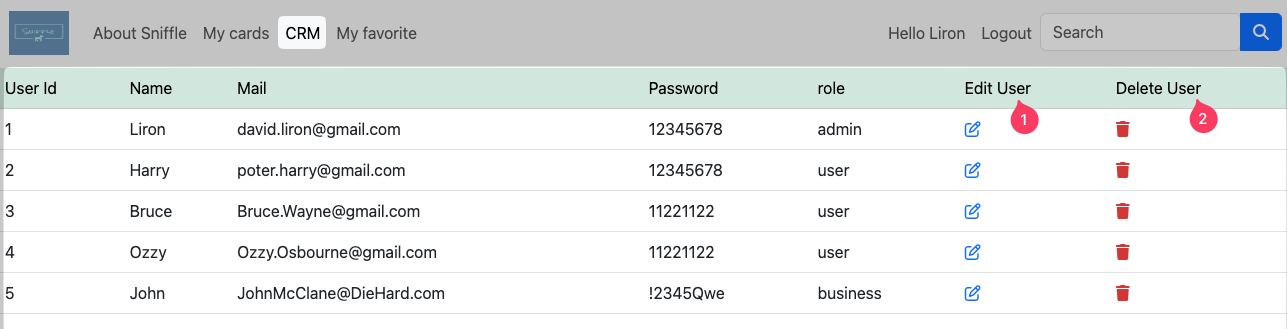 Sniffle
About Sniffle My cards CRM My favorite Hello Liron Logout Search
User Id Name Mail Password role Edit User Delete User
1 2
1 Liron david.liron@gmail.com 12345678 admin
2 Harry poter.harry@gmail.com 12345678 user
3 Bruce Bruce.Wayne@gmail.com 11221122 user
4 Ozzy Ozzy.Osbourne@gmail.com 11221122 user
5 John JohnMcClane@DieHard.com !2345Qwe business